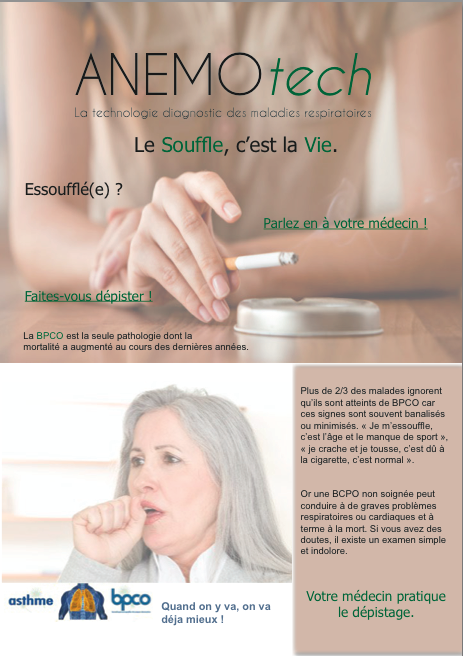 ANEMOtech
La technologie diagnostic des maladies respiratoires
Le Souffle, c'est la Vie.
Essoufflé(e) ?
Parlez en à votre médecin !
Faites-vous dépister !
La BPCO est la seule pathologie dont la
mortalité a augmenté au cours des dernières années.
Plus de 2/3 des malades ignorent
qu'ils sont atteints de BPCO car
ces signes sont souvent banalisés
ou minimisés. « Je m'essouffle,
c'est l'âge et le manque de sport »,
« je crache et je tousse, c'est dû à
la cigarette, c'est normal ».
Or une BCPO non soignée peut
conduire à de graves problèmes
respiratoires ou cardiaques et à
terme à la mort. Si vous avez des
doutes, il existe un examen simple
et indolore.
Votre médecin pratique
le dépistage.
asthme bpco
Quand on y va, on va
déja mieux !